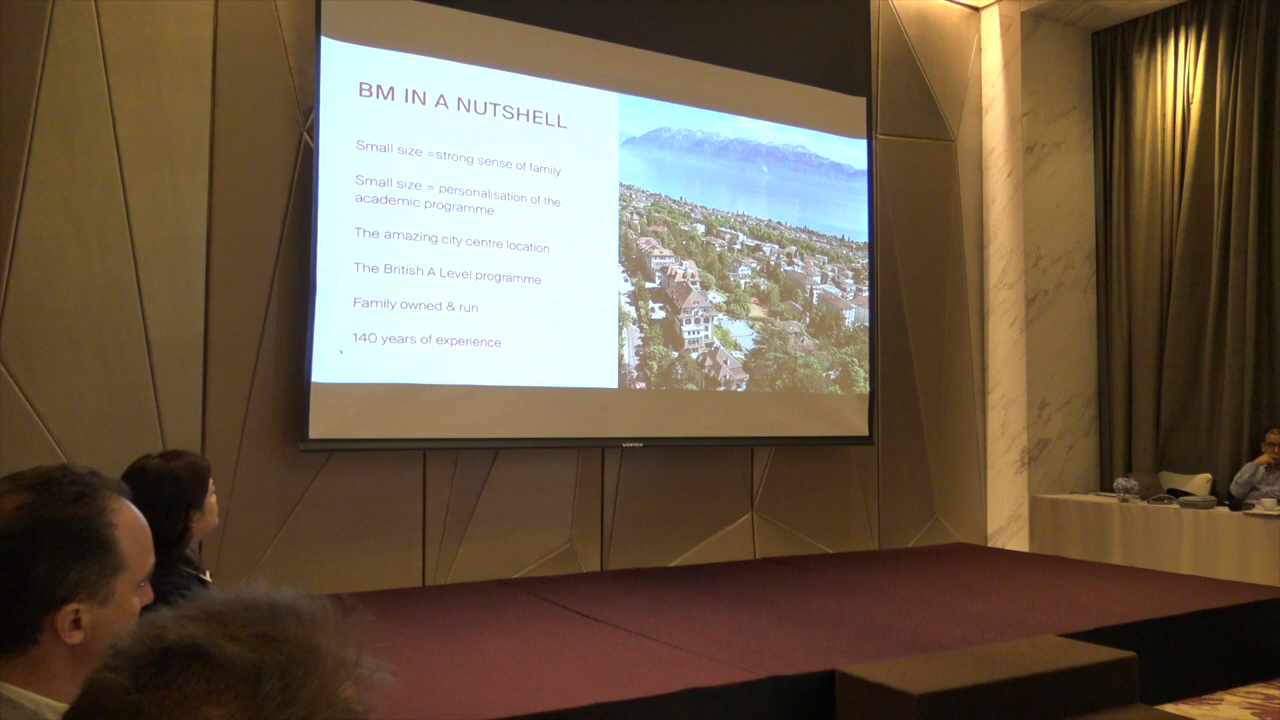 BM IN A NUTSHELL
Small size =strong sense of family
Small size = personalisation of the
academic programme
The amazing city centre location
The British A Level programme
Family owned & run
140 years of experience